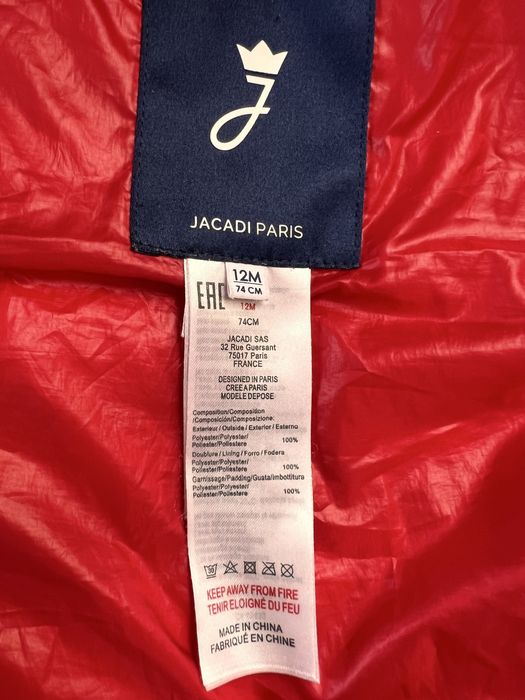 J
JACADI PARIS
12M
74 CM
EAC
12M
74CM
JACADI SAS
32 Rue Guersant
75017 Paris
FRANCE
DESIGNED IN PARIS
CREE A PARIS
MODELE DEPOSE
Composition/Composition
/Composición/Composizione:
Exterieur / Outside / Exterior / Esterno
Polyester/Polyester/
Poliester/Poliestere 100%
Doublure / Lining / Forro / Fodera
Polyester/Polyester/
Poliester/Poliestere 100%
Garnissage/Padding/Guata/imbottitura
Polyester/Polyester/
Poliester/Poliestere 100%
30
KEEP AWAY FROM FIRE
TENIR ELOIGNÉ DU FEU
MADE IN CHINA
FABRIQUÉ EN CHINE